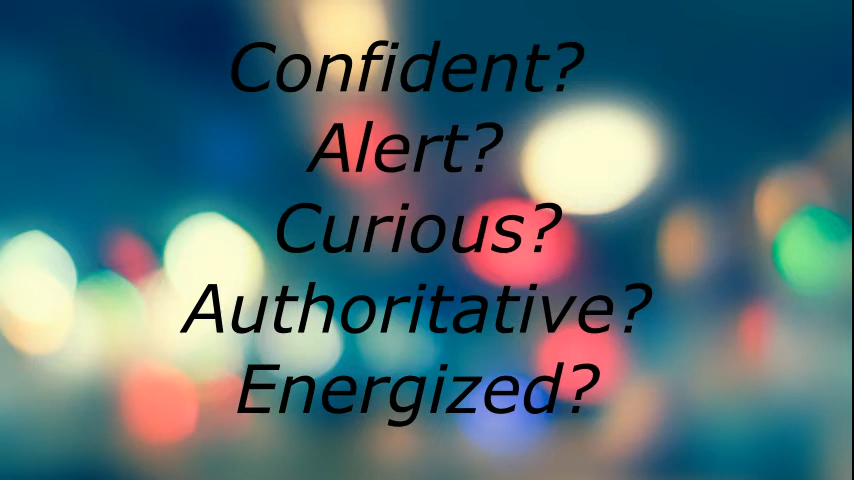 Confident?
Alert?
Curious?
Authoritative?
Energized?